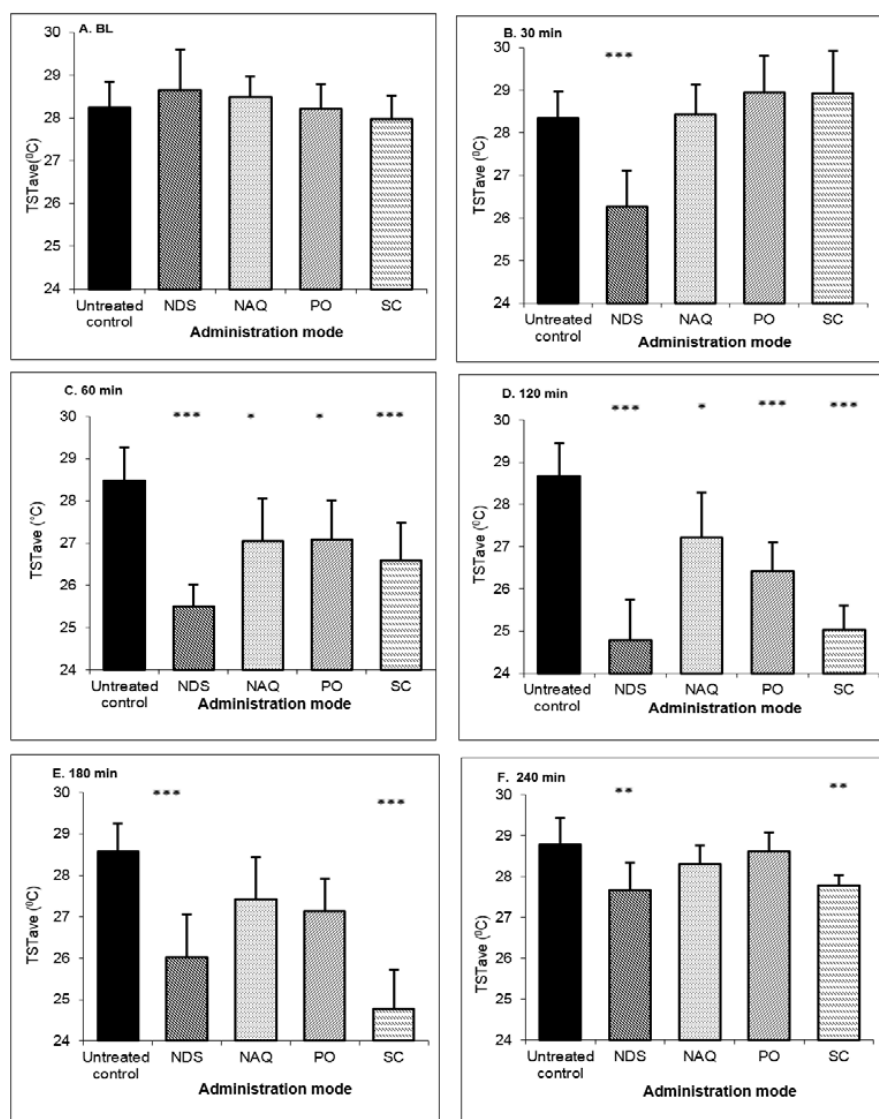 A. BL
30
29
28
27
26
25
24
TSTave(⁰C)
Untreated control NDS NAQ PO SC
Administration mode
B. 30 min
***
30
29
28
27
26
25
24
TSTave (⁰C)
Untreated control NDS NAQ PO SC
Administration mode
C. 60 min
*** * * ***
30
29
28
27
26
25
24
TSTave (°C)
Untreated control NDS NAQ PO SC
Administration mode
D. 120 min
*** * *** ***
30
29
28
27
26
25
24
TSTave (⁰C)
Untreated control NDS NAQ PO SC
Administration mode
E. 180 min
*** ***
30
29
28
27
26
25
24
TSTave (⁰C)
Untreated control NDS NAQ PO SC
Administration mode
F. 240 min
** **
30
29
28
27
26
25
24
TSTave (⁰C)
Untreated control NDS NAQ PO SC
Administration mode